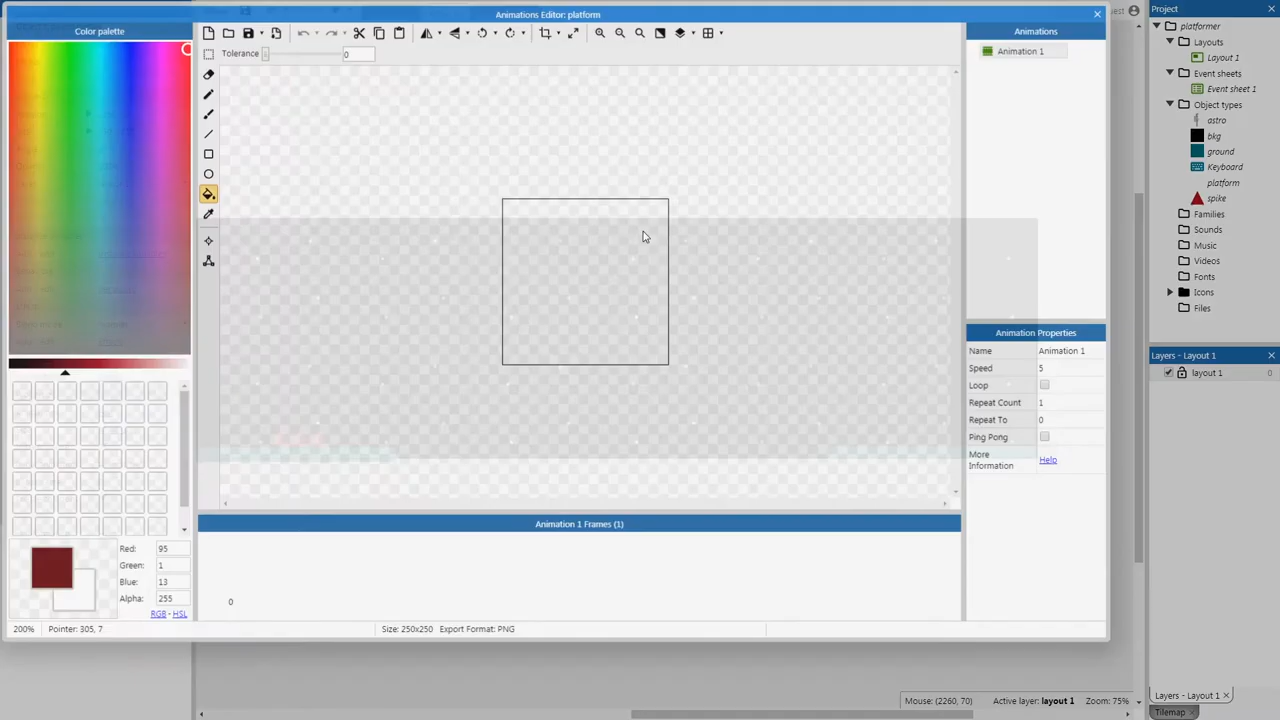 Animations Editor: platform
Color palette
Tolerance
0
Animations
Animation 1
Animation Properties
Name Animation 1
Speed 5
Loop
Repeat Count 1
Repeat To 0
Ping Pong
More Information Help
Animation 1 Frames (1)
0
Red: 95
Green: 1
Blue: 13
Alpha: 255
RGB - HSL
200% Pointer: 305, 7 Size: 250x250 Export Format: PNG
Project
platformer
Layouts
Layout 1
Event sheets
Event sheet 1
Object types
astro
bkg
ground
Keyboard
platform
spike
Families
Sounds
Music
Videos
Fonts
Icons
Files
Layers - Layout 1
layout 1 0
Mouse: (2260, 70) Active layer: layout 1 Zoom: 75%
Layers - Layout 1
Tilemap